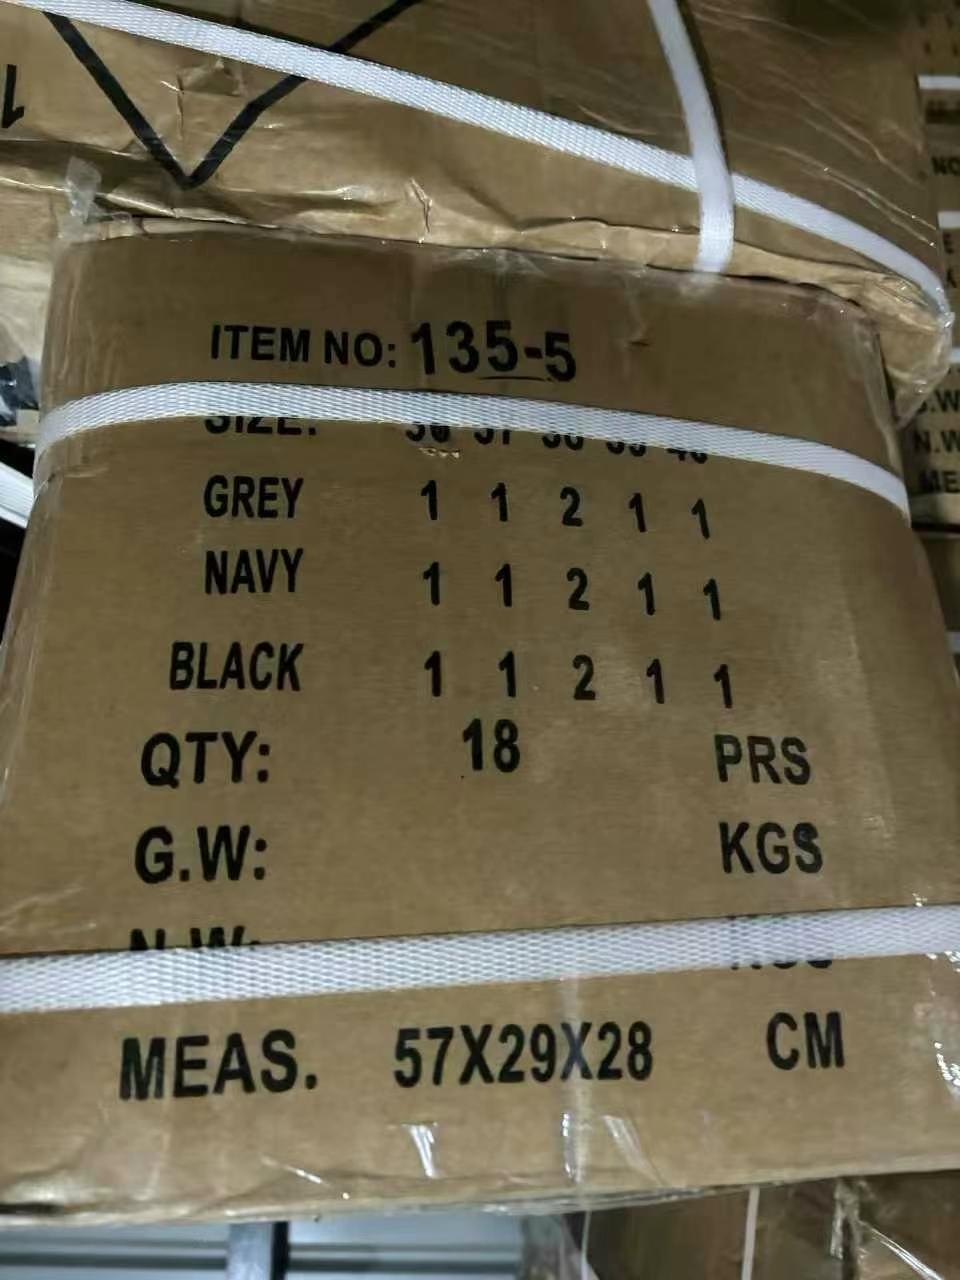 ITEM NO: 135-5
SIZE:
GREY 1 1 2 1 1
NAVY 1 1 2 1 1
BLACK 1 1 2 1 1
QTY: 18 PRS
G.W: KGS
N.W:
MEAS. 57X29X28 CM